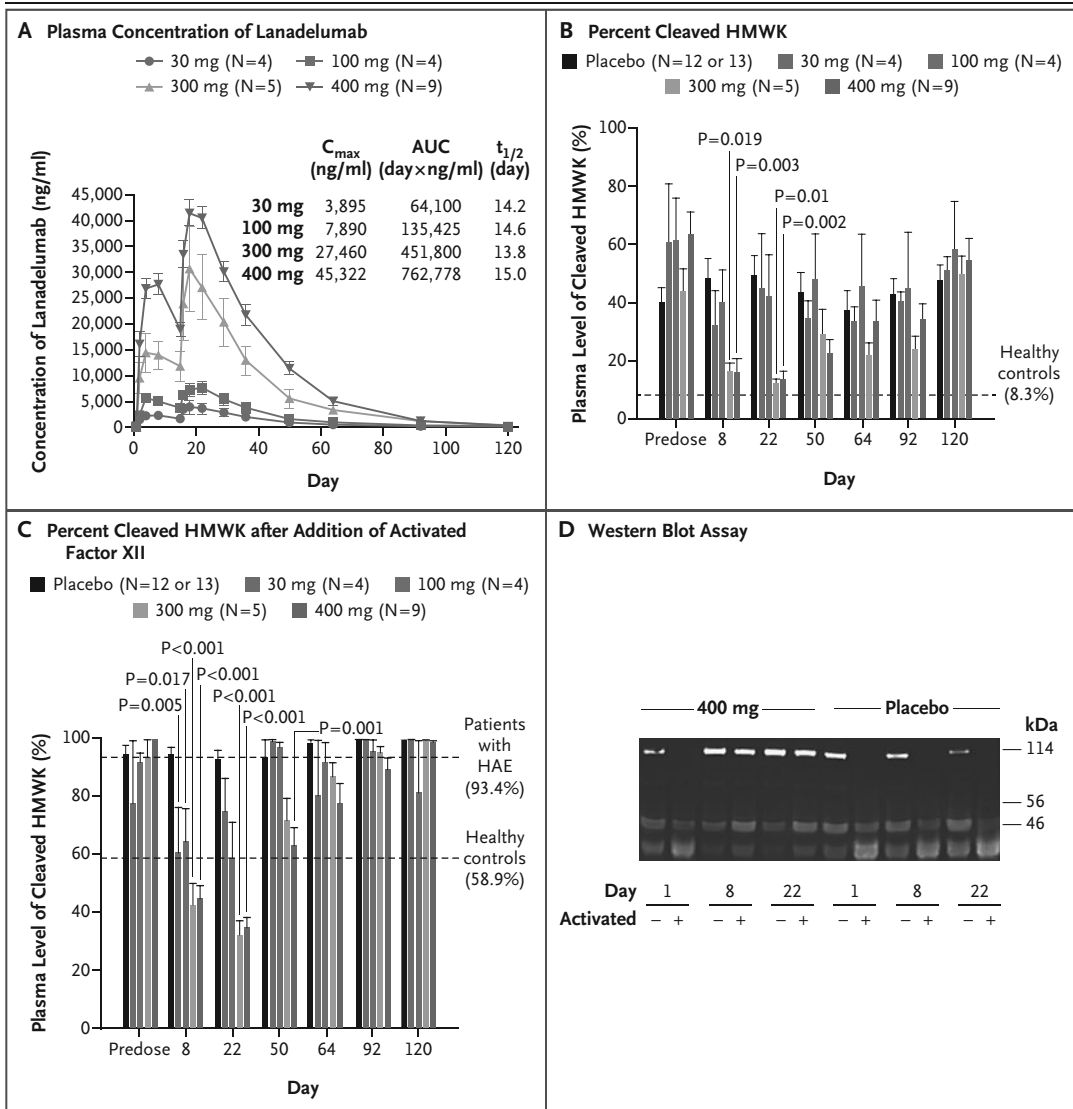 A Plasma Concentration of Lanadelumab
30 mg (N=4) 100 mg (N=4)
300 mg (N=5) 400 mg (N=9)
Cmax (ng/ml) AUC (day×ng/ml) t1/2 (day)
30 mg 3,895 64,100 14.2
100 mg 7,890 135,425 14.6
300 mg 27,460 451,800 13.8
400 mg 45,322 762,778 15.0
Concentration of Lanadelumab (ng/ml)
45,000
40,000
35,000
30,000
25,000
20,000
15,000
10,000
5,000
0
0 20 40 60 80 100 120
Day
B Percent Cleaved HMWK
Placebo (N=12 or 13) 30 mg (N=4) 100 mg (N=4)
300 mg (N=5) 400 mg (N=9)
Plasma Level of Cleaved HMWK (%)
100
80
60
40
20
0
P=0.019
P=0.003
P=0.01
P=0.002
Healthy
controls
(8.3%)
Predose 8 22 50 64 92 120
Day
C Percent Cleaved HMWK after Addition of Activated
Factor XII
Placebo (N=12 or 13) 30 mg (N=4) 100 mg (N=4)
300 mg (N=5) 400 mg (N=9)
Plasma Level of Cleaved HMWK (%)
100
80
60
40
20
0
P<0.001
P=0.017
P<0.001
P=0.005
P<0.001
P<0.001
P=0.001
Patients
with
HAE
(93.4%)
Healthy
controls
(58.9%)
Predose 8 22 50 64 92 120
Day
D Western Blot Assay
400 mg Placebo
kDa
114
56
46
Day 1 8 22 1 8 22
Activated − + − + − + − + − + − +